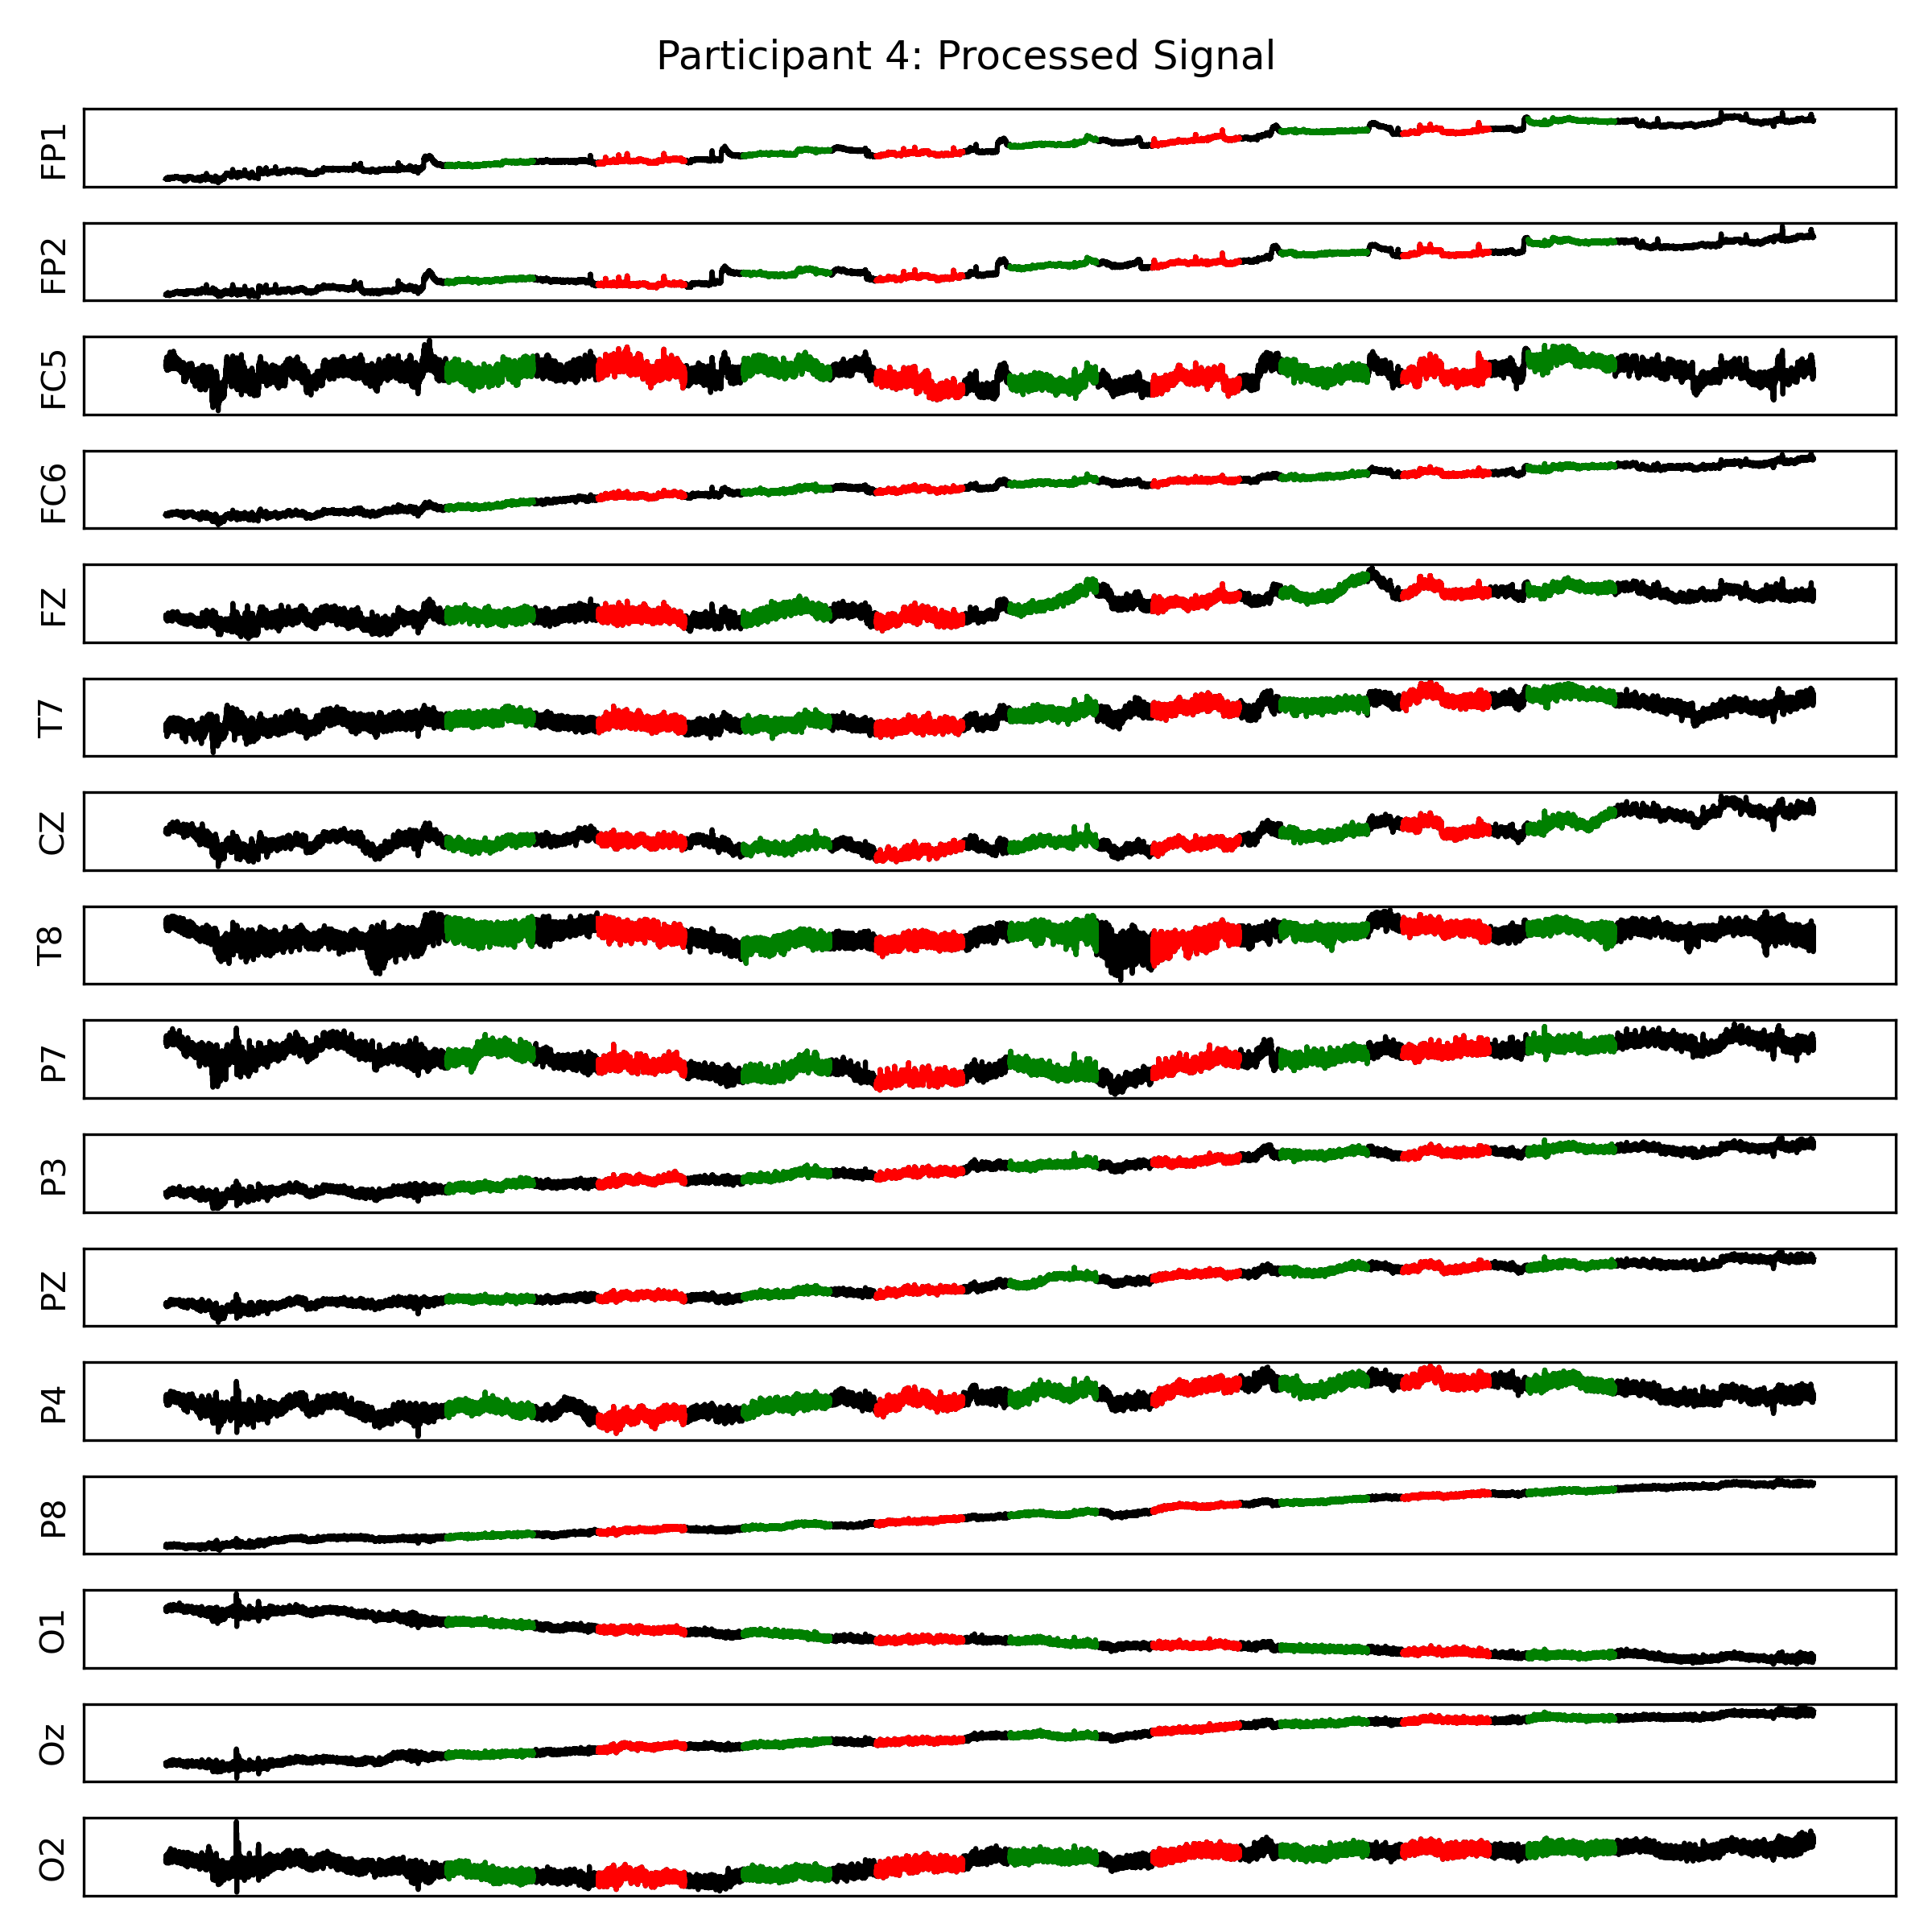 Participant 4: Processed Signal
FP1
FP2
FC5
FC6
FZ
T7
CZ
T8
P7
P3
PZ
P4
P8
O1
Oz
O2